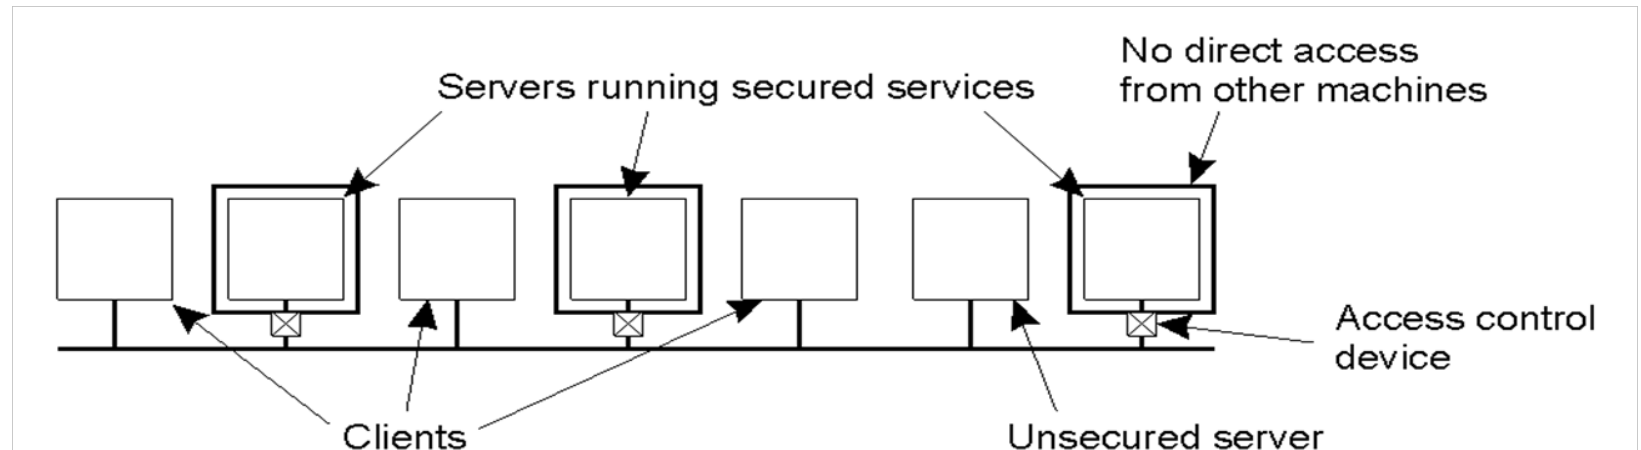 No direct access
from other machines
Servers running secured services
Access control
device
Clients
Unsecured server